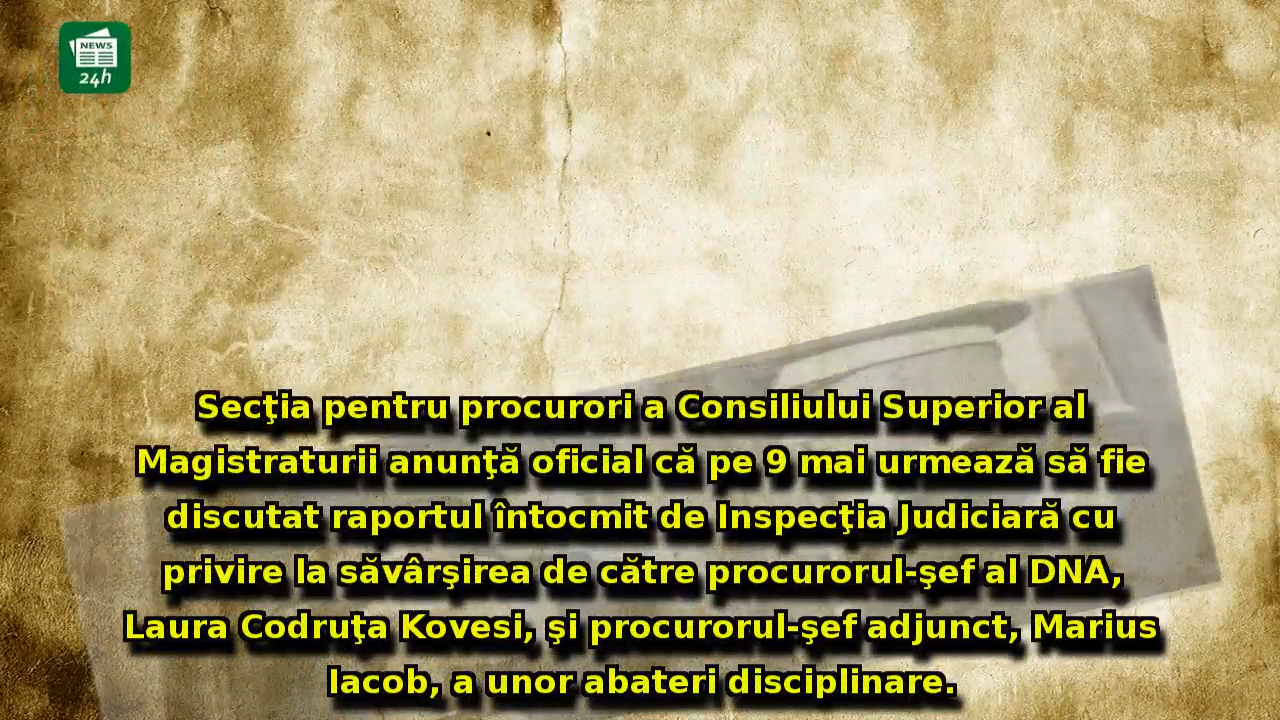 NEWS
24h
Secţia pentru procurori a Consiliului Superior al
Magistraturii anunţă oficial că pe 9 mai urmează să fie
discutat raportul întocmit de Inspecţia Judiciară cu
privire la săvârşirea de către procurorul-şef al DNA,
Laura Codruţa Kovesi, şi procurorul-şef adjunct, Marius
Iacob, a unor abateri disciplinare.